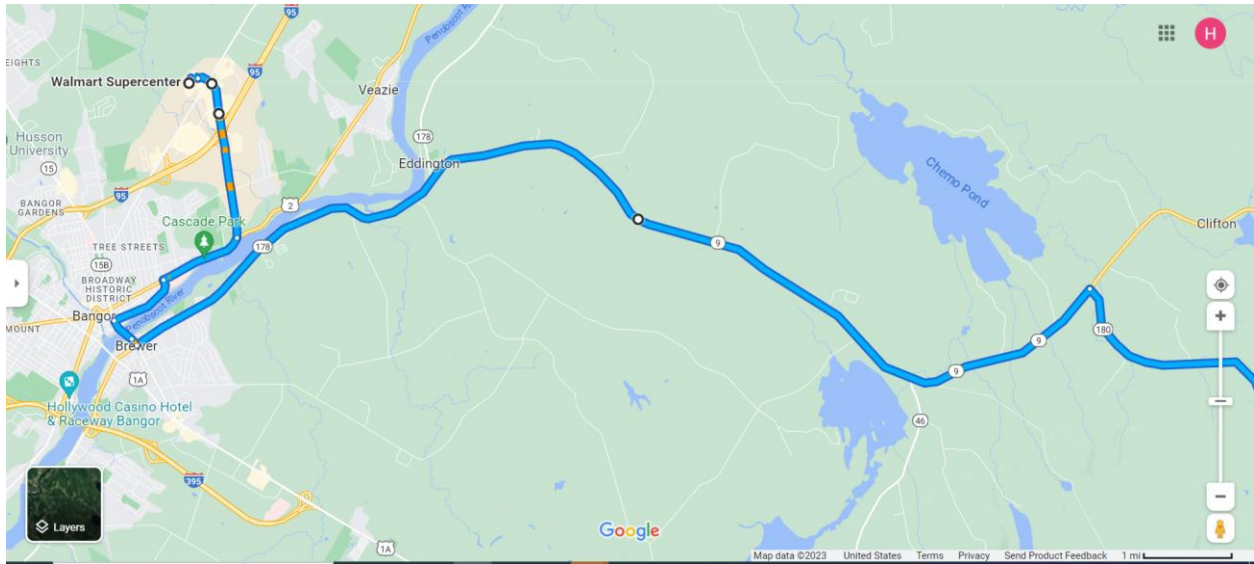 Penobscot River
H
EIGHTS
95
Walmart Supercenter
95
Veazie
Husson
University
178
15
Eddington
Chemo Pond
95
BANGOR
GARDENS
2
Cascade Park
Clifton
TREE STREETS
178
9
15B
BROADWAY
HISTORIC
DISTRICT
Penobscot River
Bangor
MOUNT
180
Brewer
9
9
1A
Hollywood Casino Hotel
& Raceway Bangor
46
395
Layers
Google
1A
Map data ©2023 United States Terms Privacy Send Product Feedback 1 mi